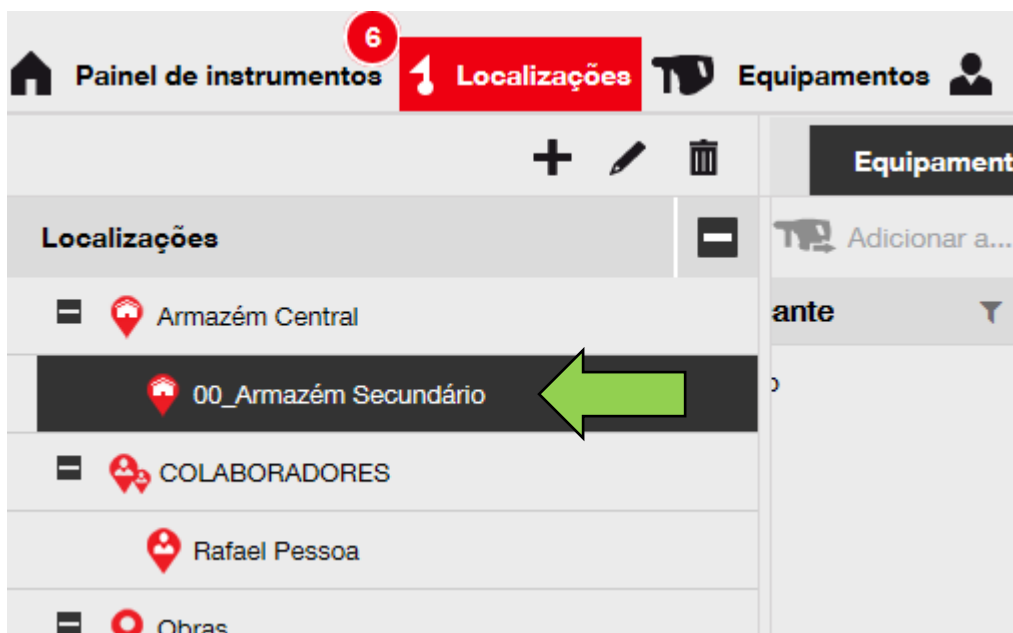 6
Painel de instrumentos Localizações Equipamentos
Equipament
Localizações
Adicionar a...
Armazém Central
ante
00_Armazém Secundário
COLABORADORES
Rafael Pessoa
Obras